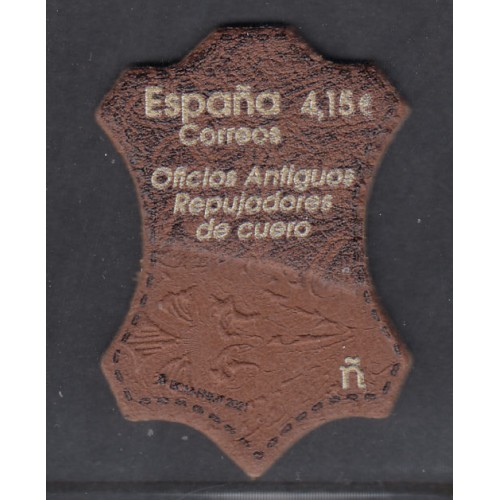 España 4,15€
Correos
Oficios Antiguos
Repujadores
de cuero
ñ